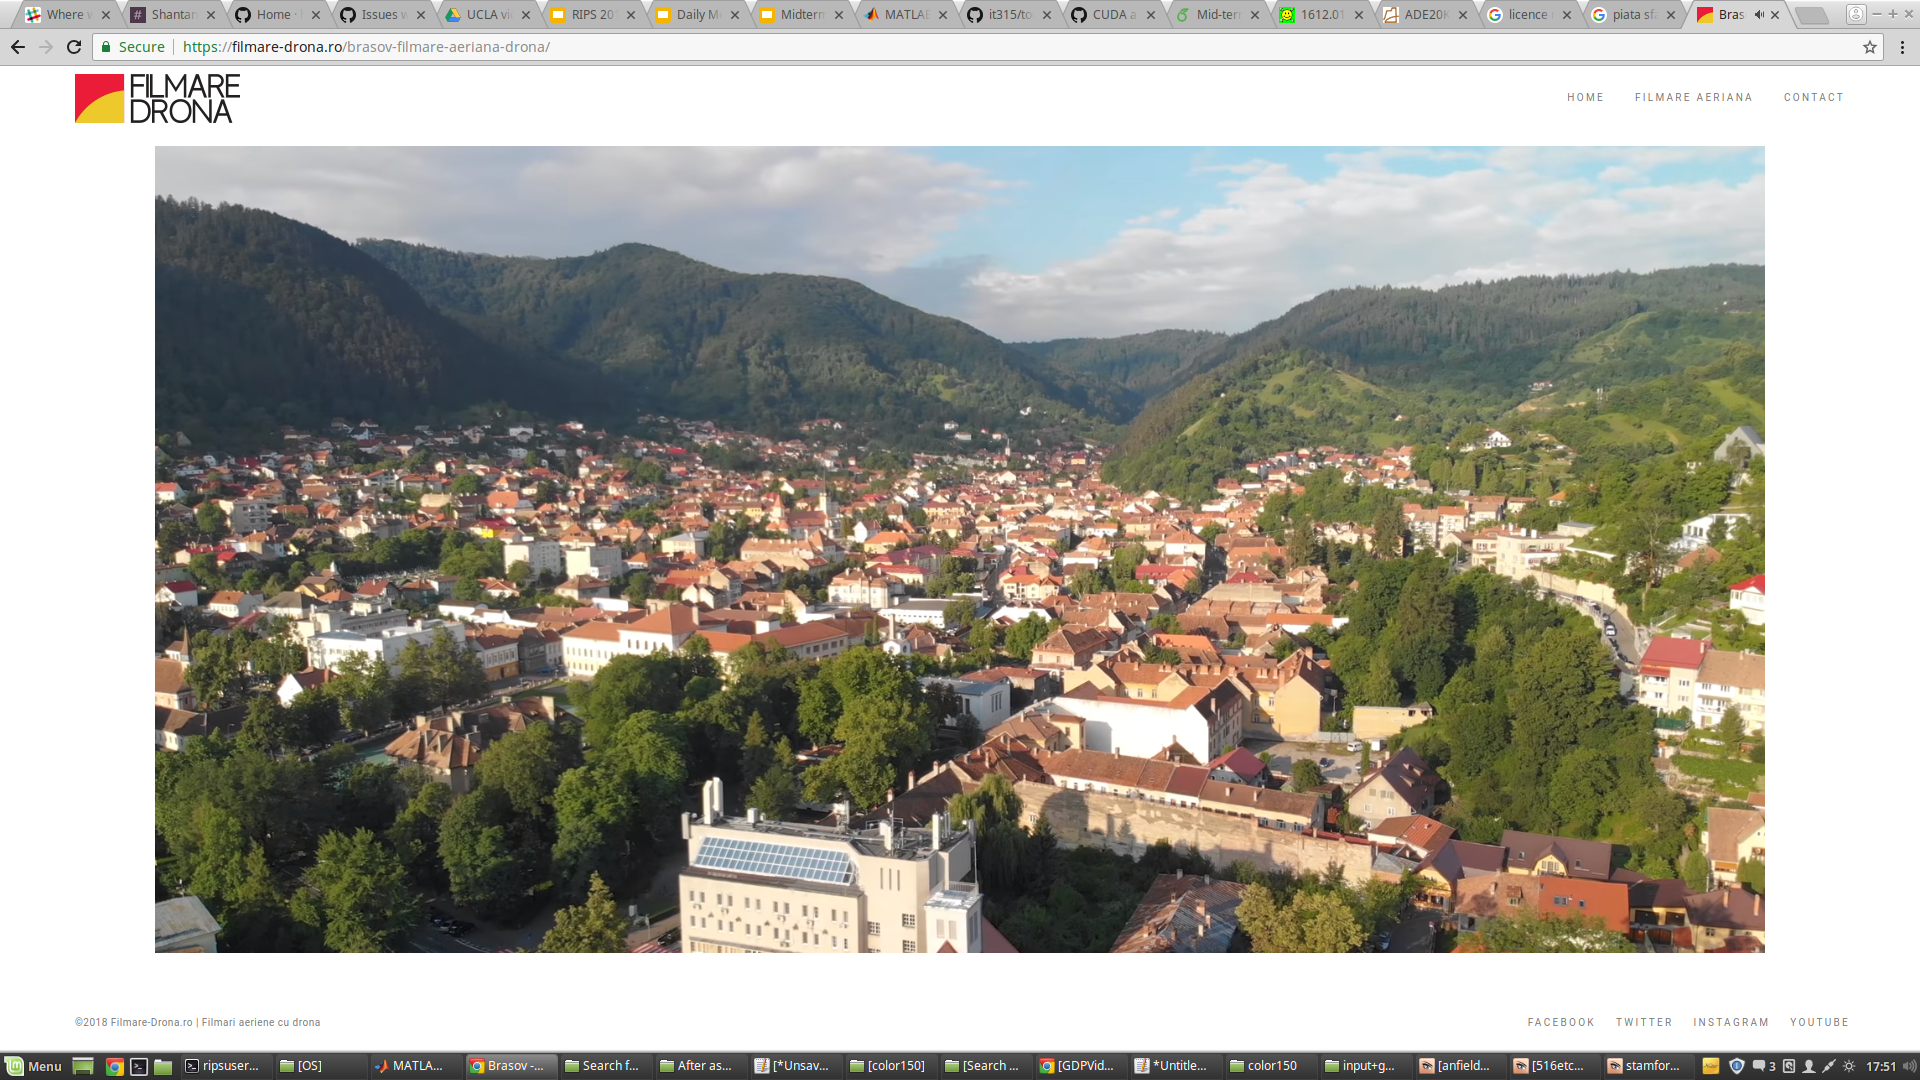 Where w
Shantan
Home ·
Issues
UCLA vi
RIPS 20
Daily M
Midterm
MATLAB
it315/to
CUDA
Mid-ter
1612.01
ADE20K
licence
piata sf
Bras
Secure
https://filmare-drona.ro/brasov-filmare-aeriana-drona/
FILMARE
DRONA
HOME
FILMARE AERIANA
CONTACT
©2018 Filmare-Drona.ro | Filmari aeriene cu drona
FACEBOOK
TWITTER
INSTAGRAM
YOUTUBE
Menu
ripsuser...
[OS]
MATLA...
Brasov -...
Search f...
After as...
[*Unsav...
[color150]
[Search ...
[GDPVid...
*Untitle...
color150
input+g...
[anfield...
[516etc...
stamfor...
3
17:51